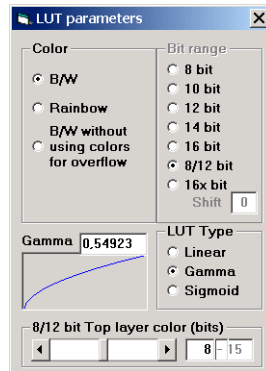 LUT parameters
Color
B/W
Rainbow
B/W without
using colors
for overflow
Bit range
8 bit
10 bit
12 bit
14 bit
16 bit
8/12 bit
16x bit
Shift 0
Gamma 0,54923
LUT Type
Linear
Gamma
Sigmoid
8/12 bit Top layer color (bits)
8 - 15